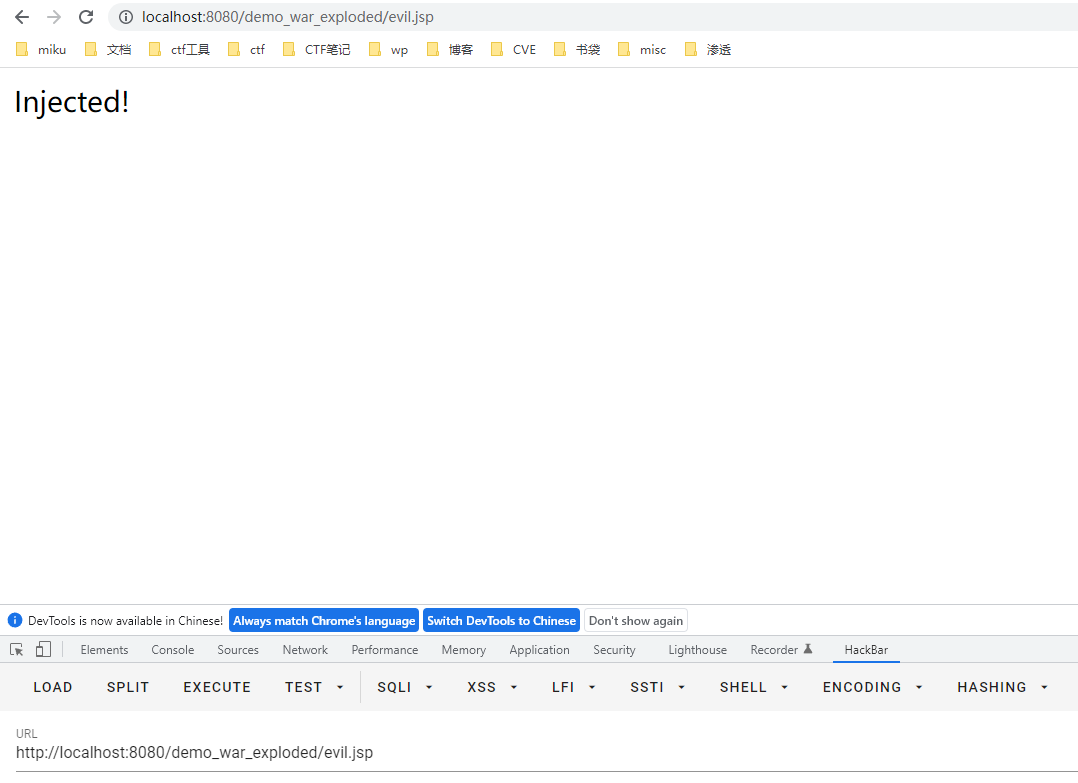 localhost:8080/demo_war_exploded/evil.jsp
miku 文档 ctf工具 ctf CTF笔记 wp 博客 CVE 书袋 misc 渗透
Injected!
DevTools is now available in Chinese! Always match Chrome's language Switch DevTools to Chinese Don't show again
Elements Console Sources Network Performance Memory Application Security Lighthouse Recorder HackBar
LOAD SPLIT EXECUTE TEST SQLI XSS LFI SSTI SHELL ENCODING HASHING
URL
http://localhost:8080/demo_war_exploded/evil.jsp